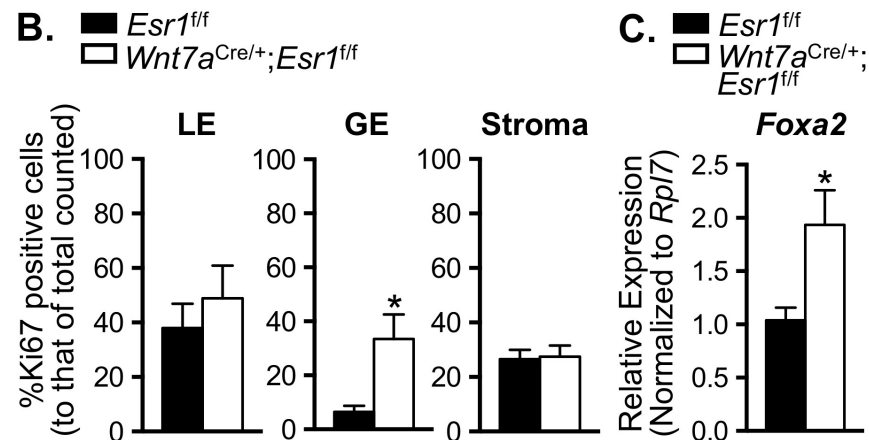 B.
Esr1f/f
Wnt7aCre/+;Esr1f/f
%Ki67 positive cells
(to that of total counted)
LE
100
80
60
40
20
0
GE
100
80
60
40
20
0
*
Stroma
100
80
60
40
20
0
C.
Esr1f/f
Wnt7aCre/+;
Esr1f/f
Relative Expression
(Normalized to Rpl7)
Foxa2
2.5
2.0
1.5
1.0
0.5
0.0
*